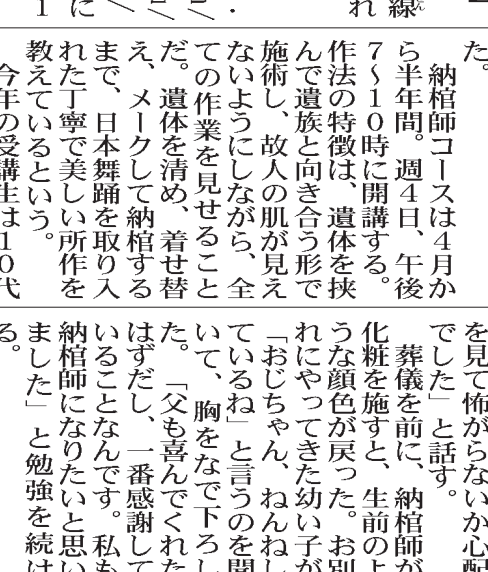 た。
納棺師コースは4月か
ら半年間。週4日、午後
7〜10時に開講する。
作法の特徴は、遺体を挟
んで遺族と向き合う形で
施術し、故人の肌が見え
ないようにしながら、全
ての作業を見せること
だ。遺体を清め、着せ替
え、メークして納棺する
まで、日本舞踊を取り入
れた丁寧で美しい所作を
教えているという。
今年の受講生は10代
を見て怖がらないか心配
でした」と話す。
葬儀を前に、納棺師が
化粧を施すと、生前のよ
うな顔色が戻った。お別
れにやってきた幼い子が
「おじちゃん、ねんねし
ているね」と言うのを聞
いて、胸をなで下ろし
た。「父も喜んでくれた
はずだし、一番感謝して
いることなんです。私も
納棺師になりたいと思い
ました」と勉強を続け
る。